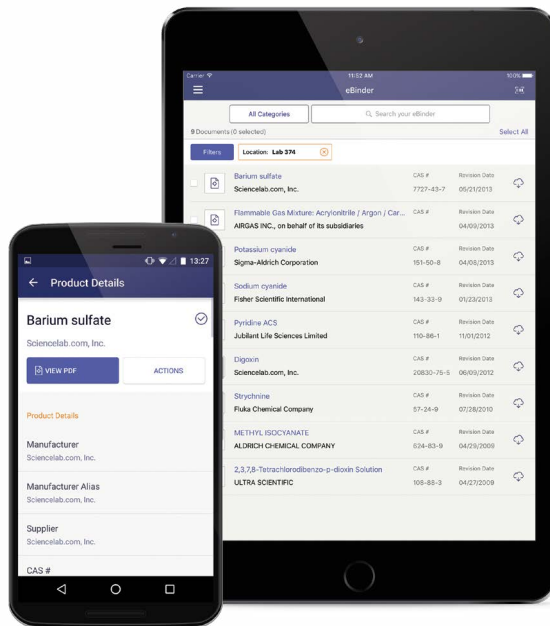 Carrier
11:52 AM
100%
eBinder
All Categories
Search your eBinder
9 Documents (0 selected)
Select All
Filters
Location: Lab 374
Barium sulfate
CAS #
Revision Date
Sciencelab.com, Inc.
7727-43-7
05/21/2013
Flammable Gas Mixture: Acrylonitrile / Argon / Car...
CAS #
Revision Date
AIRGAS INC., on behalf of its subsidiaries
04/09/2013
Potassium cyanide
CAS #
Revision Date
Sigma-Aldrich Corporation
151-50-8
04/06/2013
Sodium cyanide
CAS #
Revision Date
Fisher Scientific International
143-33-9
01/23/2013
Pyridine ACS
CAS #
Revision Date
Jubilant Life Sciences Limited
110-86-1
11/01/2012
Digoxin
CAS #
Revision Date
Sciencelab.com, Inc.
20830-75-5
06/09/2012
Strychnine
CAS #
Revision Date
Fluka Chemical Company
57-24-9
07/28/2010
METHYL ISOCYANATE
CAS #
Revision Date
ALDRICH CHEMICAL COMPANY
624-83-9
04/29/2009
2,3,7,8-Tetrachlorodibenzo-p-dioxin Solution
CAS #
Revision Date
ULTRA SCIENTIFIC
108-88-3
04/27/2009
13:27
Product Details
Barium sulfate
Sciencelab.com, Inc.
VIEW PDF
ACTIONS
Product Details
Manufacturer
Sciencelab.com, Inc.
Manufacturer Alias
Sciencelab.com, Inc.
Supplier
Sciencelab.com, Inc.
CAS #